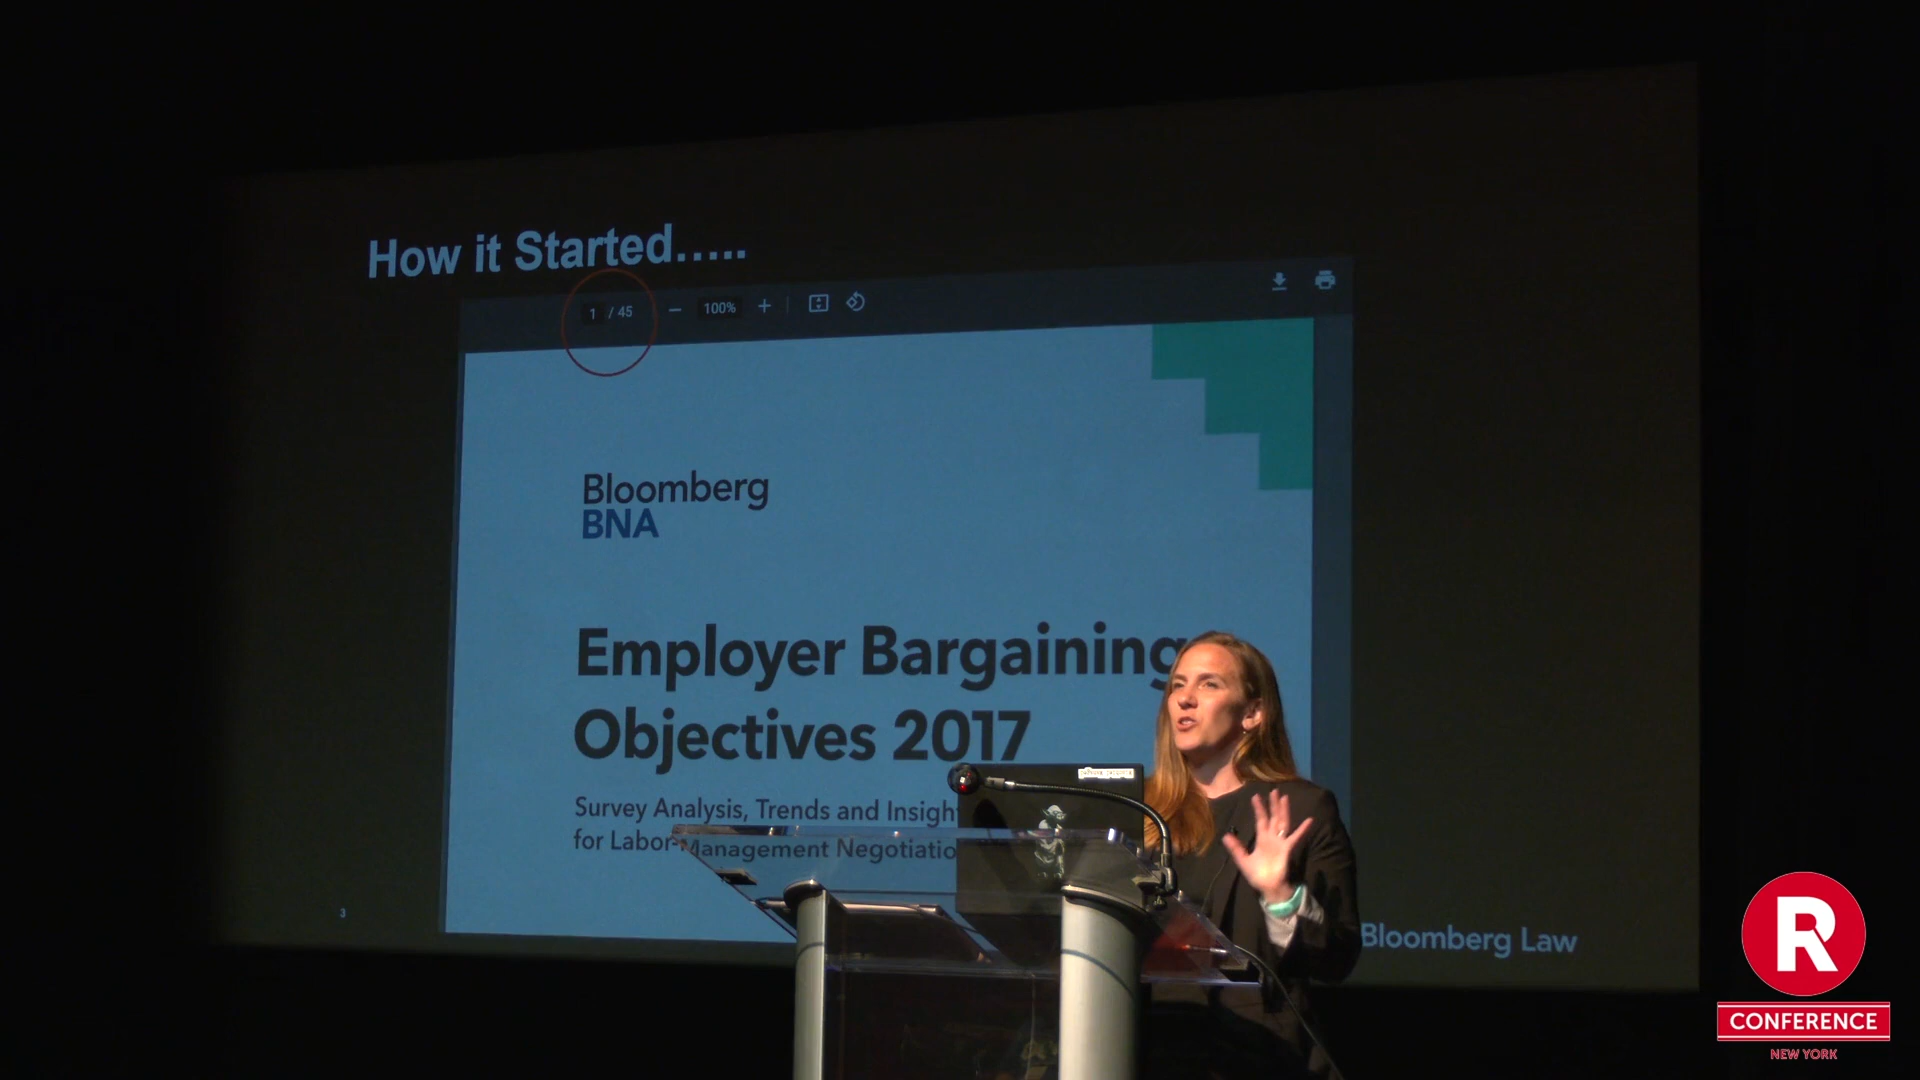 How it Started.....
1 / 45 − 100% +
Bloomberg
BNA
Employer Bargaining
Objectives 2017
Survey Analysis, Trends and Insigh
for Labor-Management Negotiatio
3
Bloomberg Law
R
CONFERENCE
NEW YORK